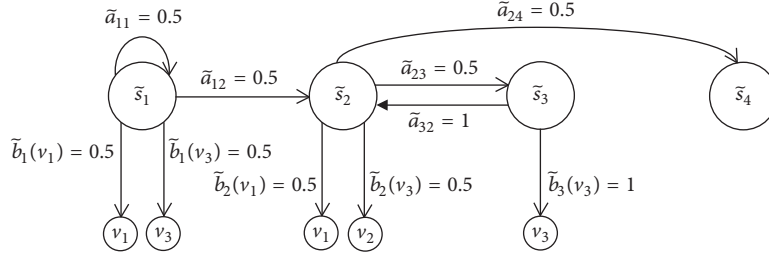 ã₂₄ = 0.5
ã₁₁ = 0.5
s̃₁
ã₁₂ = 0.5
s̃₂
ã₂₃ = 0.5
ã₃₂ = 1
s̃₃
s̃₄
b̃₁(v₁) = 0.5
b̃₁(v₃) = 0.5
b̃₂(v₁) = 0.5
b̃₂(v₃) = 0.5
b̃₃(v₃) = 1
v₁
v₃
v₁
v₂
v₃